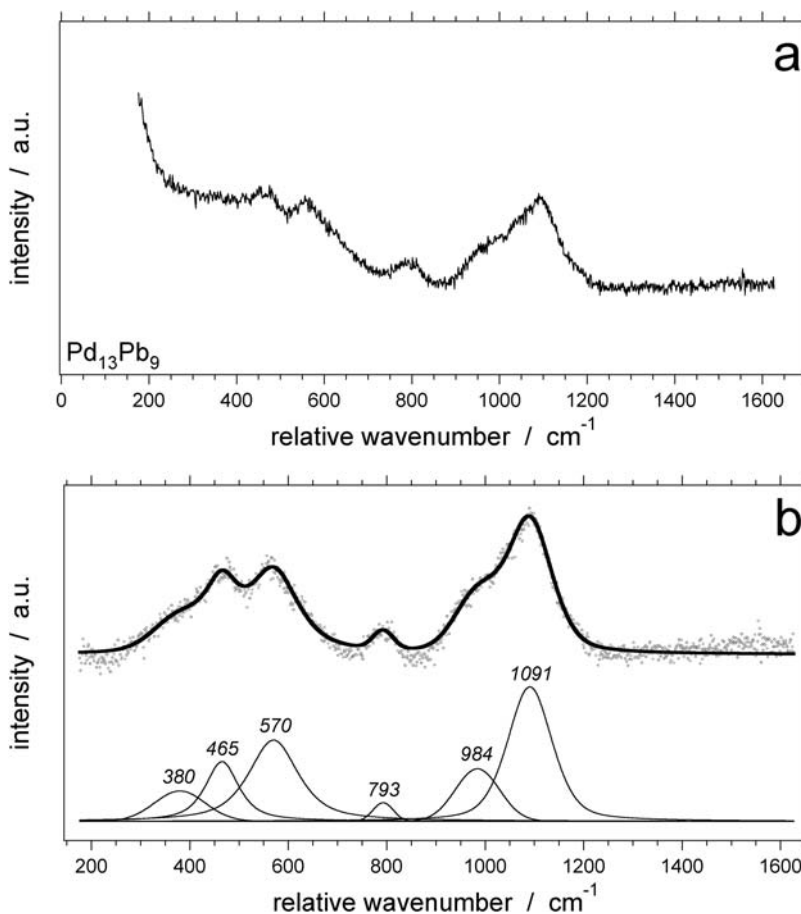 a
intensity / a.u.
Pd₁₃Pb₉
0 200 400 600 800 1000 1200 1400 1600
relative wavenumber / cm⁻¹
b
intensity / a.u.
1091
570
465
984
380
793
200 400 600 800 1000 1200 1400 1600
relative wavenumber / cm⁻¹